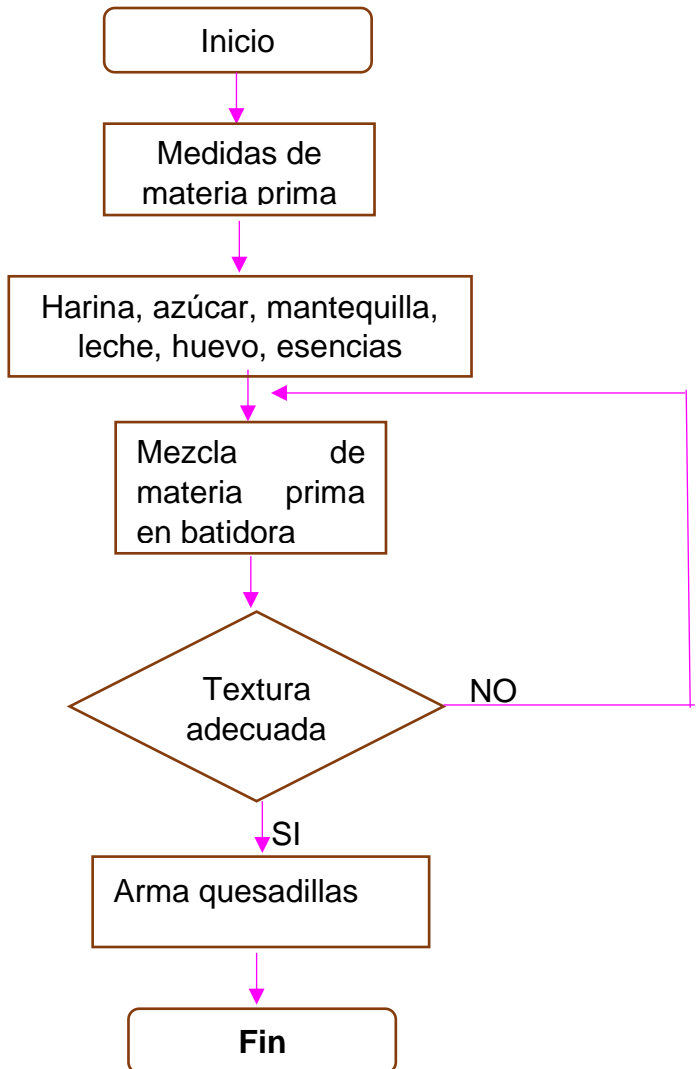 Inicio
Medidas de
materia prima
Harina, azúcar, mantequilla,
leche, huevo, esencias
Mezcla de
materia prima
en batidora
Textura
adecuada
NO
SI
Arma quesadillas
Fin